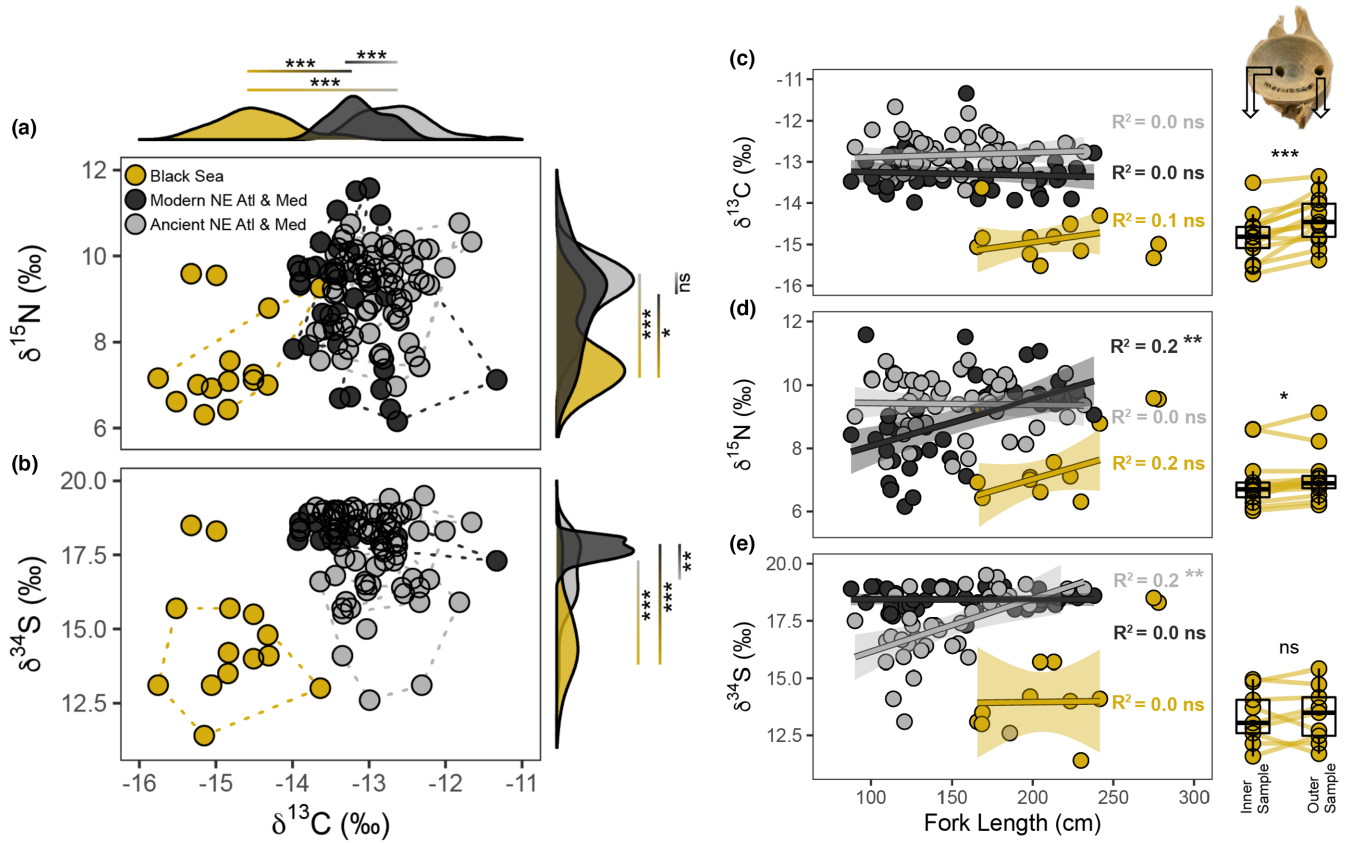 (a)
***
***
***
12
10
8
6
δ¹⁵N (‰)
Black Sea
Modern NE Atl & Med
Ancient NE Atl & Med
***
*
ns
(b)
20.0
17.5
15.0
12.5
δ³⁴S (‰)
***
***
**
-16
-15
-14
-13
-12
-11
δ¹³C (‰)
(c)
-11
-12
-13
-14
-15
-16
δ¹³C (‰)
R² = 0.0 ns
R² = 0.0 ns
R² = 0.1 ns
***
(d)
12
10
8
6
δ¹⁵N (‰)
R² = 0.2 **
R² = 0.0 ns
R² = 0.2 ns
*
(e)
20.0
17.5
15.0
12.5
δ³⁴S (‰)
R² = 0.2 **
R² = 0.0 ns
R² = 0.0 ns
ns
100
150
200
250
300
Fork Length (cm)
Inner
Sample
Outer
Sample